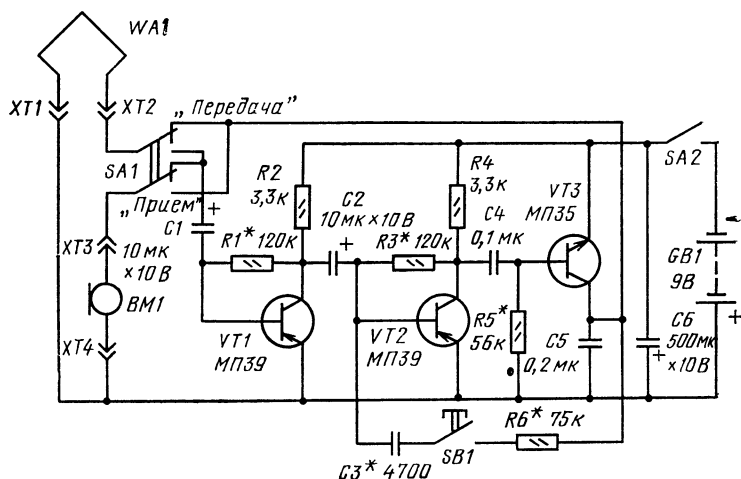 WA1
XT1
XT2
„Передача"
SA1
„Прием"
+
C1
10мк
×10В
XT3
BM1
XT4
R2
3,3к
R1* 120к
VT1
МП39
C2
10мк×10В
+
R3* 120к
R4
3,3к
C4
0,1мк
VT2
МП39
VT3
МП35
R5*
56к
C5
0,2мк
SA2
GB1
9В
+
C6
500мк
×10В
+
C3* 4700
SB1
R6* 75к